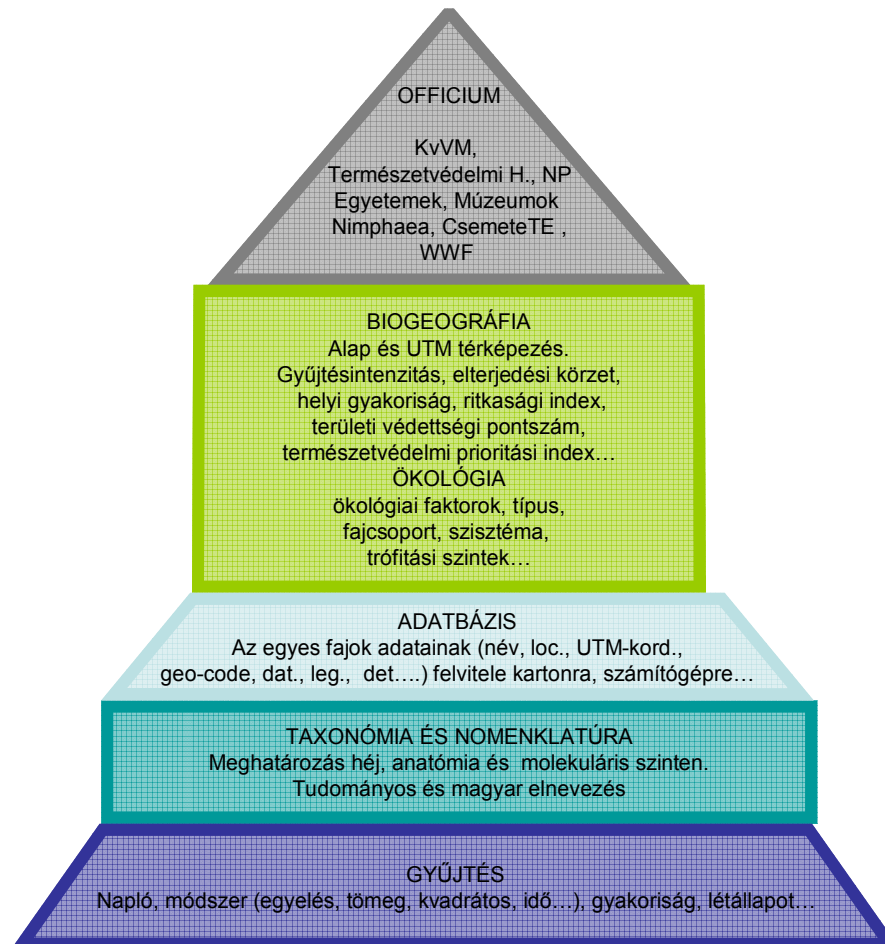 OFFICIUM
KvVM,
Természetvédelmi H., NP
Egyetemek, Múzeumok
Nimphaea, CsemeteTE ,
WWF
BIOGEOGRÁFIA
Alap és UTM térképezés.
Gyűjtésintenzitás, elterjedési körzet,
helyi gyakoriság, ritkasági index,
területi védettségi pontszám,
természetvédelmi prioritási index…
ÖKOLÓGIA
ökológiai faktorok, típus,
fajcsoport, szisztéma,
trófitási szintek…
ADATBÁZIS
Az egyes fajok adatainak (név, loc., UTM-kord.,
geo-code, dat., leg., det….) felvitele kartonra, számítógépre…
TAXONÓMIA ÉS NOMENKLATÚRA
Meghatározás héj, anatómia és molekuláris szinten.
Tudományos és magyar elnevezés
GYŰJTÉS
Napló, módszer (egyelés, tömeg, kvadrátos, idő…), gyakoriság, létállapot…